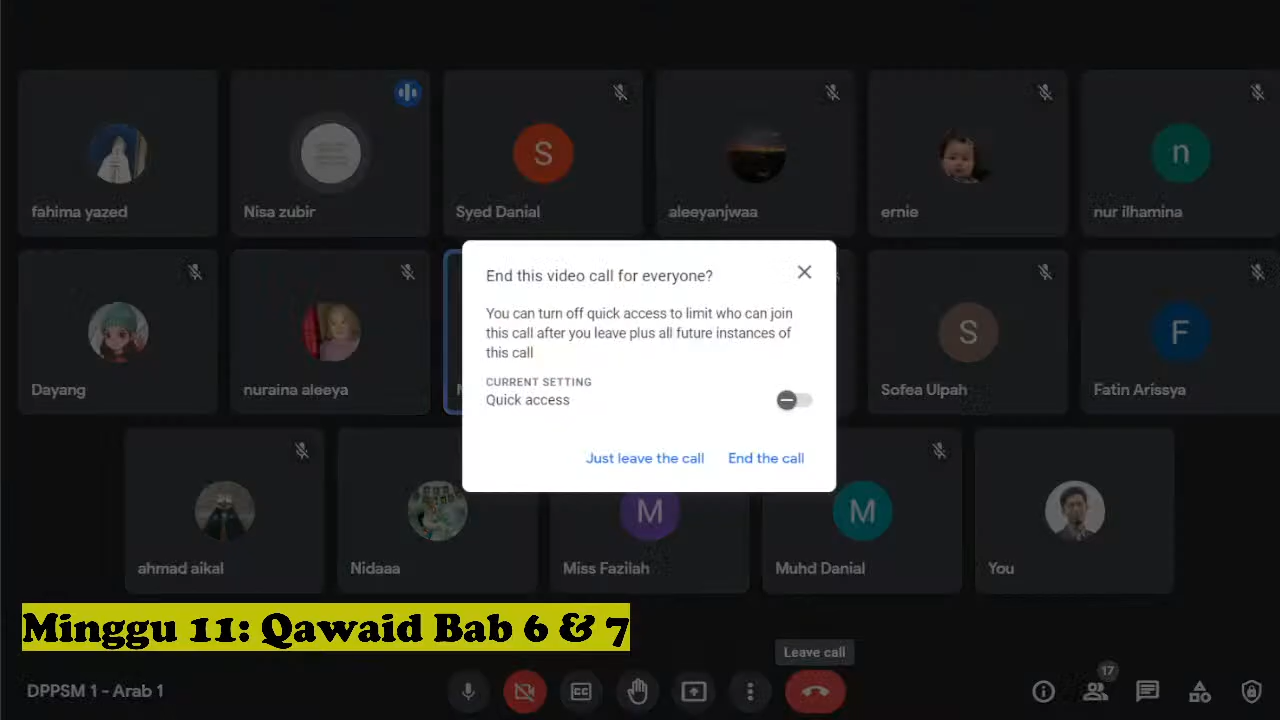 fahima yazed
Nisa zubir
S
Syed Danial
aleeyanjwaa
ernie
n
nur ilhamina
Dayang
nuraina aleeya
End this video call for everyone?
You can turn off quick access to limit who can join
this call after you leave plus all future instances of
this call
CURRENT SETTING
Quick access
Just leave the call
End the call
S
Sofea Ulpah
F
Fatin Arissya
ahmad aikal
Nidaaa
M
Miss Fazilah
M
Muhd Danial
You
Minggu 11: Qawaid Bab 6 & 7
Leave call
DPPSM 1 - Arab 1
CC
17